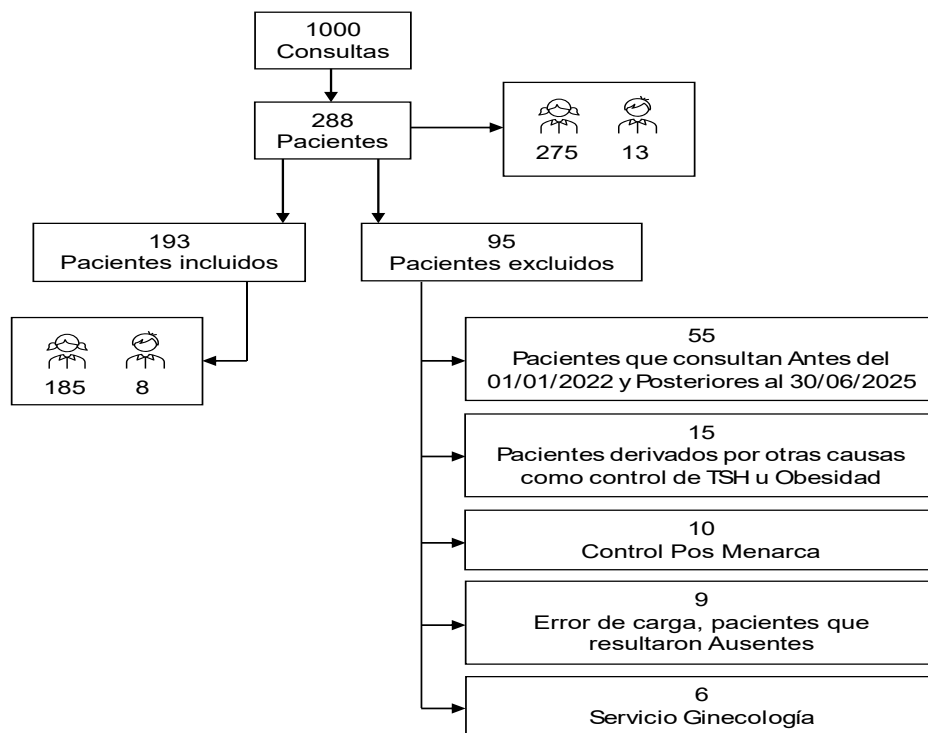 1000
Consultas
288
Pacientes
275 13
193
Pacientes incluidos
95
Pacientes excluidos
185 8
55
Pacientes que consultan Antes del
01/01/2022 y Posteriores al 30/06/2025
15
Pacientes derivados por otras causas
como control de TSH u Obesidad
10
Control Pos Menarca
9
Error de carga, pacientes que
resultaron Ausentes
6
Servicio Ginecología